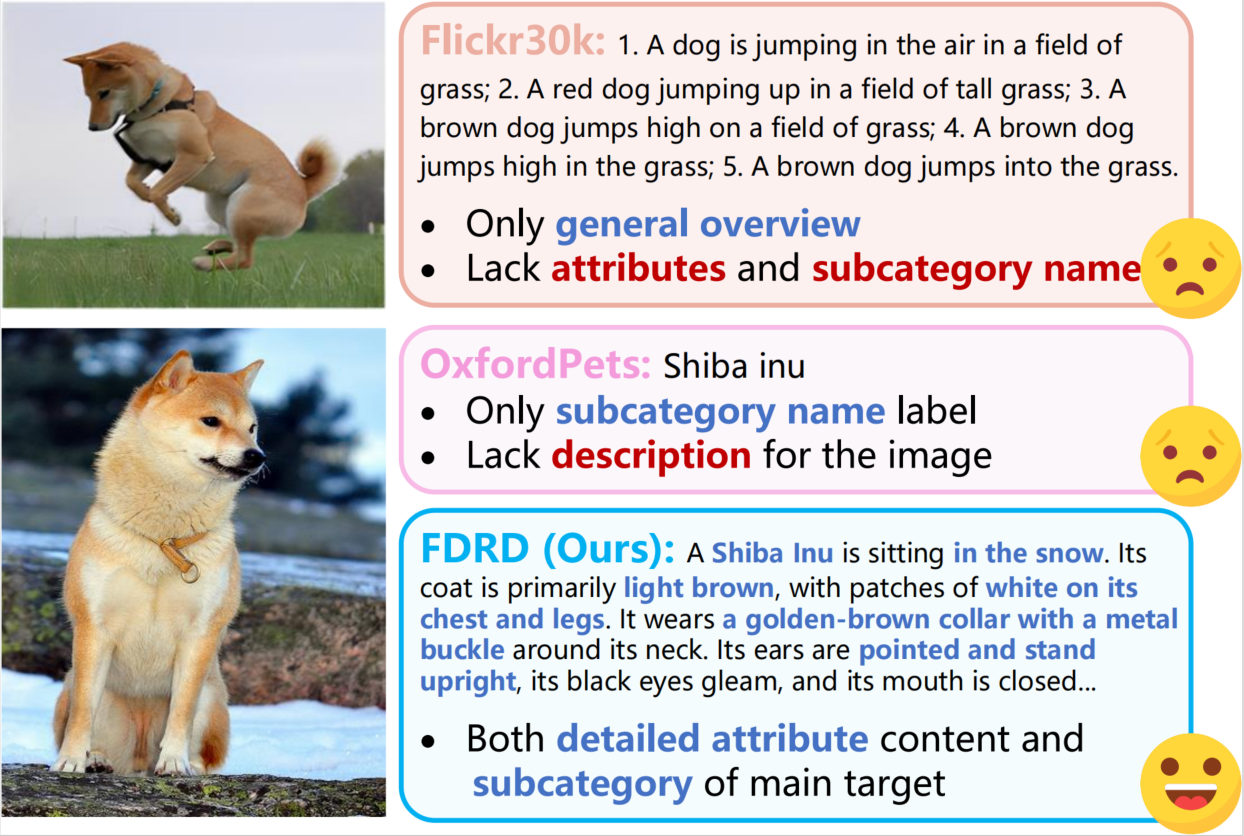 Flickr30k: 1. A dog is jumping in the air in a field of
grass; 2. A red dog jumping up in a field of tall grass; 3. A
brown dog jumps high on a field of grass; 4. A brown dog
jumps high in the grass; 5. A brown dog jumps into the grass.
• Only general overview
• Lack attributes and subcategory name
OxfordPets: Shiba inu
• Only subcategory name label
• Lack description for the image
FDRD (Ours): A Shiba Inu is sitting in the snow. Its
coat is primarily light brown, with patches of white on its
chest and legs. It wears a golden-brown collar with a metal
buckle around its neck. Its ears are pointed and stand
upright, its black eyes gleam, and its mouth is closed...
• Both detailed attribute content and
subcategory of main target